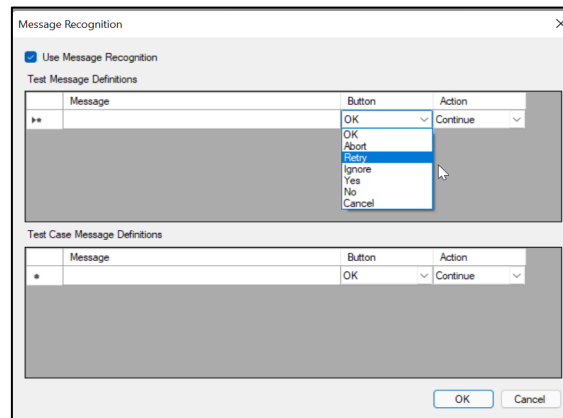 Message Recognition
Use Message Recognition
Test Message Definitions
Message Button Action
OK Continue
OK
Abort
Retry
Ignore
Yes
No
Cancel
Test Case Message Definitions
Message Button Action
OK Continue
OK Cancel